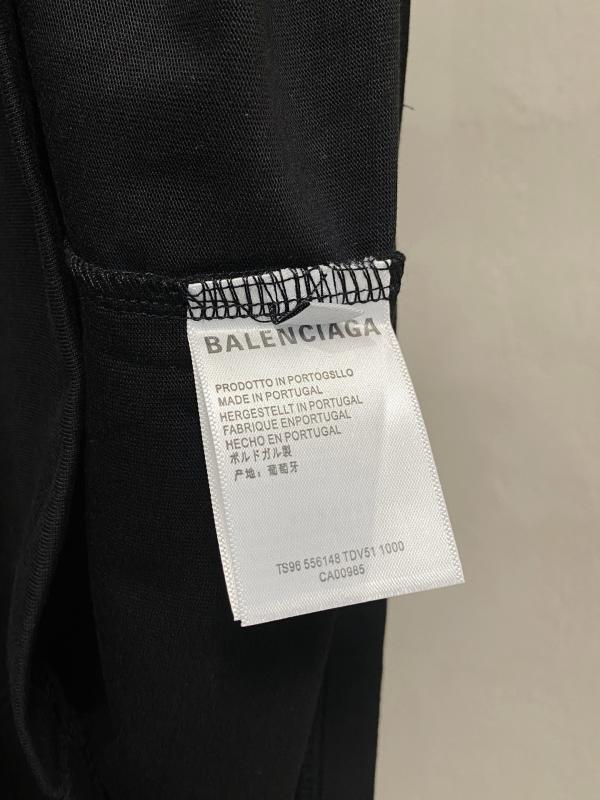 BALENCIAGA
PRODOTTO IN PORTOGSLLO
MADE IN PORTUGAL
HERGESTELLT IN PORTUGAL
FABRIQUE ENPORTUGAL
HECHO EN PORTUGAL
ポルドガル製
产地：葡萄牙
TS96 556148 TDV51 1000
CA00985